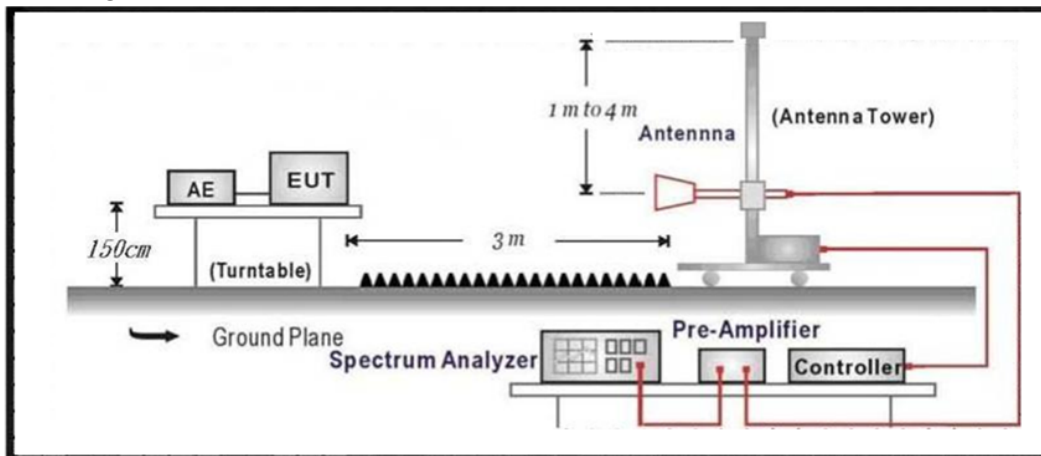 1 m to 4 m
Antennna
(Antenna Tower)
AE
EUT
150cm
(Turntable)
3 m
Ground Plane
Spectrum Analyzer
Pre-Amplifier
Controller